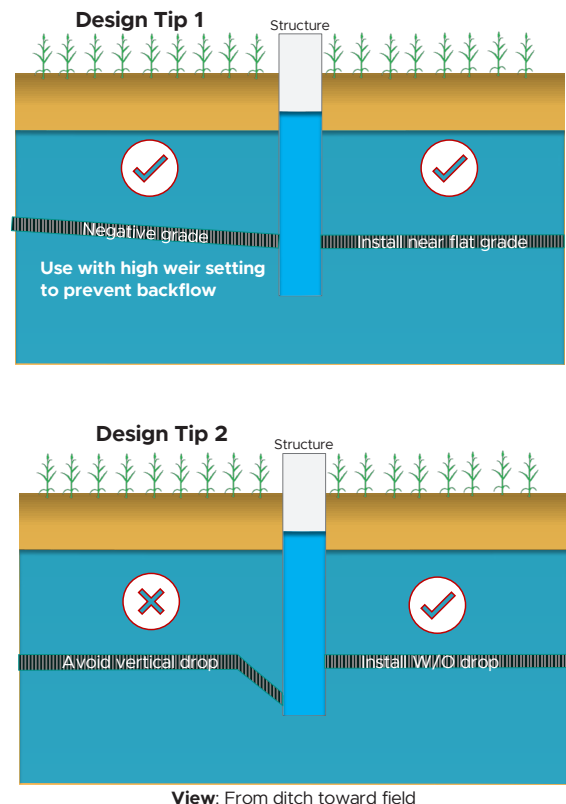 Design Tip 1
Structure
Negative grade
Install near flat grade
Use with high weir setting
to prevent backflow
Design Tip 2
Structure
Avoid vertical drop
Install W/O drop
View: From ditch toward field